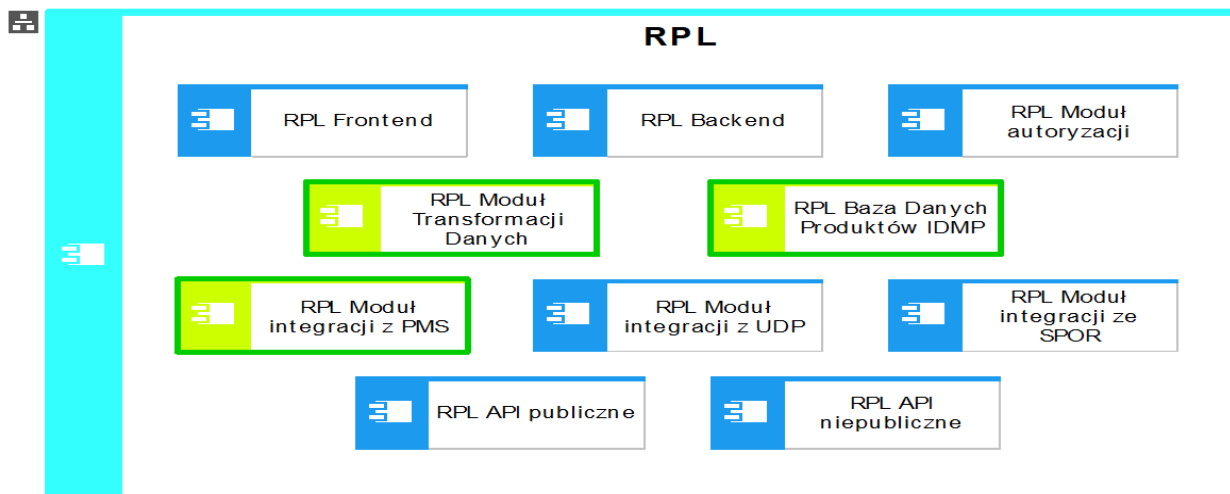 RPL
RPL Frontend
RPL Backend
RPL Moduł
autoryzacji
RPL Moduł
Transformacji
Danych
RPL Baza Danych
Produktów IDMP
RPL Moduł
integracji z PMS
RPL Moduł
integracji z UDP
RPL Moduł
integracji ze
SPOR
RPL API publiczne
RPL API
niepubliczne